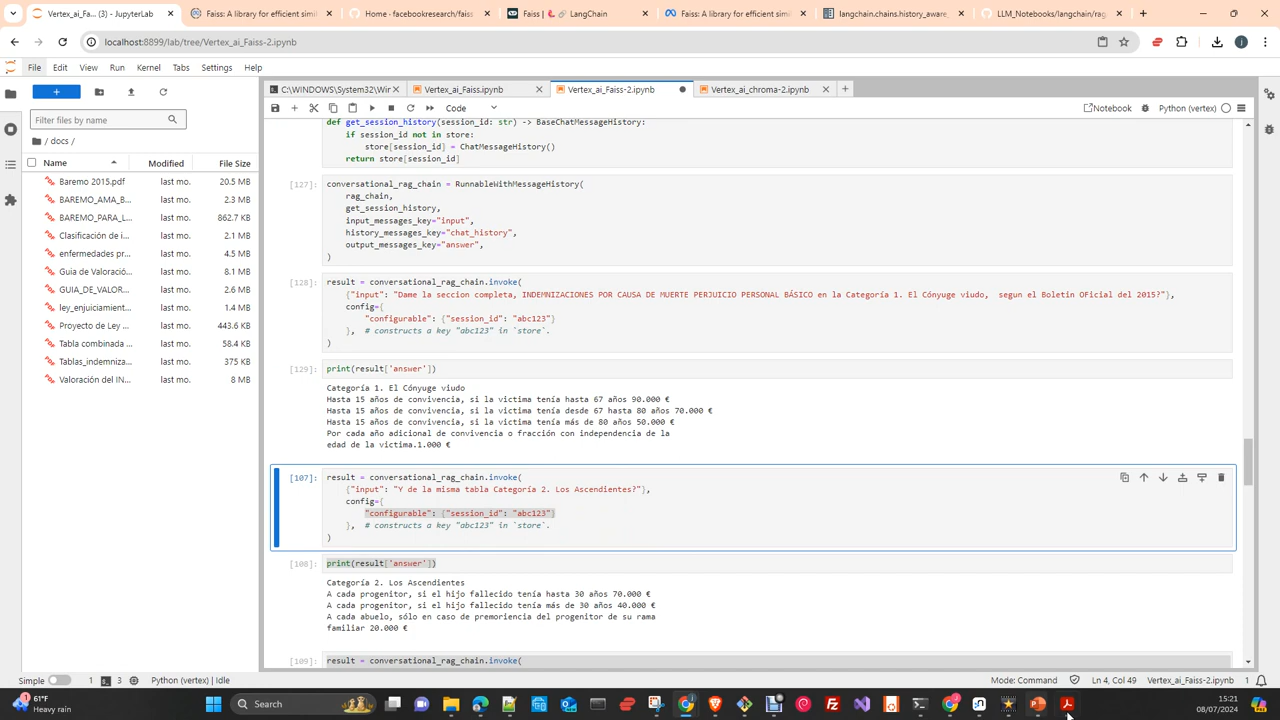 Vertex_ai_Fais... (3) - JupyterLab
Faiss: A library for efficient simil
Home · facebookresearch/faiss
Faiss | 🦜️🔗 LangChain
Faiss: A library for efficient simil
langchain.chains.history_aware_
LLM_Notebooks/langchain/rag
localhost:8899/lab/tree/Vertex_ai_Faiss-2.ipynb
File Edit View Run Kernel Tabs Settings Help
C:\WINDOWS\System32\Wir
Vertex_ai_Faiss.ipynb
Vertex_ai_Faiss-2.ipynb
Vertex_ai_chroma-2.ipynb
Code
Notebook
Python (vertex)
Filter files by name
/ docs /
Name Modified File Size
Baremo 2015.pdf last mo. 20.5 MB
BAREMO_AMA_B... last mo. 2.3 MB
BAREMO_PARA_L... last mo. 862.7 KB
Clasificación de i... last mo. 2.1 MB
enfermedades pr... last mo. 4.5 MB
Guia de Valoració... last mo. 8.1 MB
GUIA_DE_VALOR... last mo. 2.6 MB
ley_enjuiciamient... last mo. 1.4 MB
Proyecto de Ley ... last mo. 443.6 KB
Tabla combinada ... last mo. 58.4 KB
Tablas_indemniza... last mo. 375 KB
Valoración del IN... last mo. 8 MB
def get_session_history(session_id: str) -> BaseChatMessageHistory:
if session_id not in store:
store[session_id] = ChatMessageHistory()
return store[session_id]
[127]: conversational_rag_chain = RunnableWithMessageHistory(
rag_chain,
get_session_history,
input_messages_key="input",
history_messages_key="chat_history",
output_messages_key="answer",
)
[128]: result = conversational_rag_chain.invoke(
{"input": "Dame la seccion completa, INDEMNIZACIONES POR CAUSA DE MUERTE PERJUICIO PERSONAL BÁSICO en la Categoría 1. El Cónyuge viudo, segun el Boletin OFicial del 2015?"},
config={
"configurable": {"session_id": "abc123"}
}, # constructs a key "abc123" in `store`.
)
[129]: print(result['answer'])
Categoría 1. El Cónyuge viudo
Hasta 15 años de convivencia, si la victima tenía hasta 67 años 90.000 €
Hasta 15 años de convivencia, si la victima tenía desde 67 hasta 80 años 70.000 €
Hasta 15 años de convivencia, si la victima tenía más de 80 años 50.000 €
Por cada año adicional de convivencia o fracción con independencia de la
edad de la victima.1.000 €
[107]: result = conversational_rag_chain.invoke(
{"input": "Y de la misma tabla Categoría 2. Los Ascendientes?"},
config={
"configurable": {"session_id": "abc123"}
}, # constructs a key "abc123" in `store`.
)
[108]: print(result['answer'])
Categoría 2. Los Ascendientes
A cada progenitor, si el hijo fallecido tenía hasta 30 años 70.000 €
A cada progenitor, si el hijo fallecido tenía más de 30 años 40.000 €
A cada abuelo, sólo en caso de premoriencia del progenitor de su rama
familiar 20.000 €
[109]: result = conversational_rag_chain.invoke(
Simple 1 3 Python (vertex) | Idle
Mode: Command Ln 4, Col 49 Vertex_ai_Faiss-2.ipynb 1
61°F
Heavy rain
Search
15:21
08/07/2024